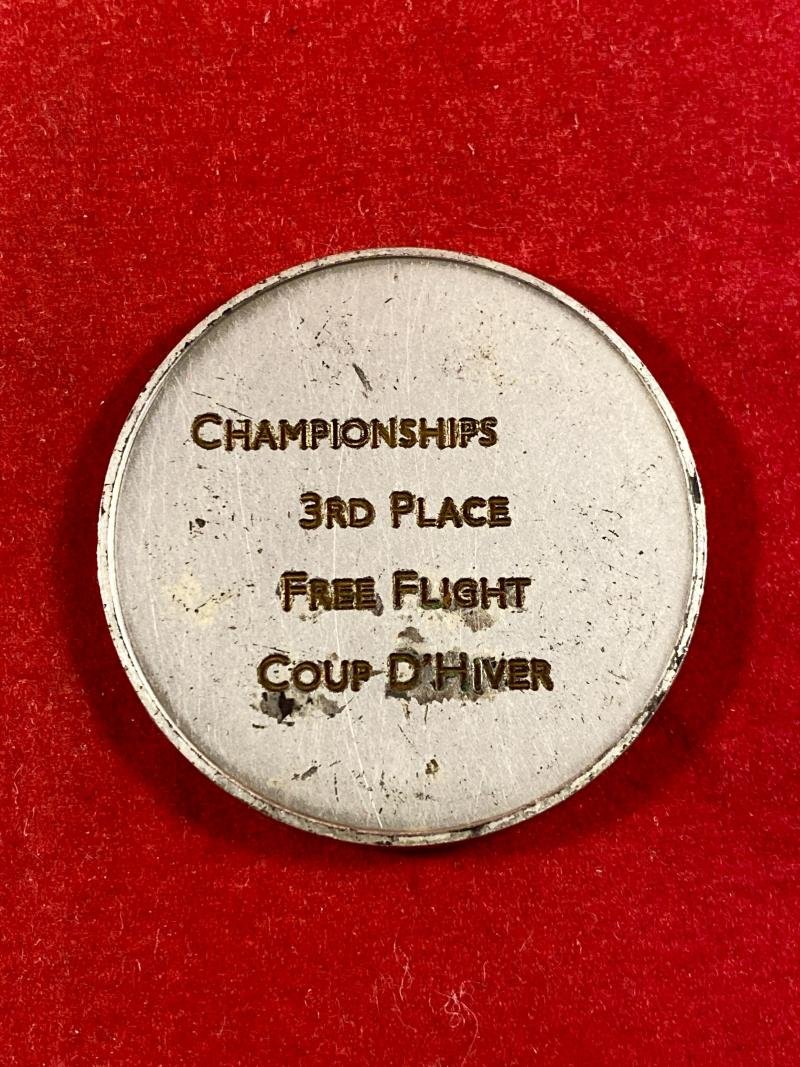 CHAMPIONSHIPS
3RD PLACE
FREE FLIGHT
COUP D'HIVER